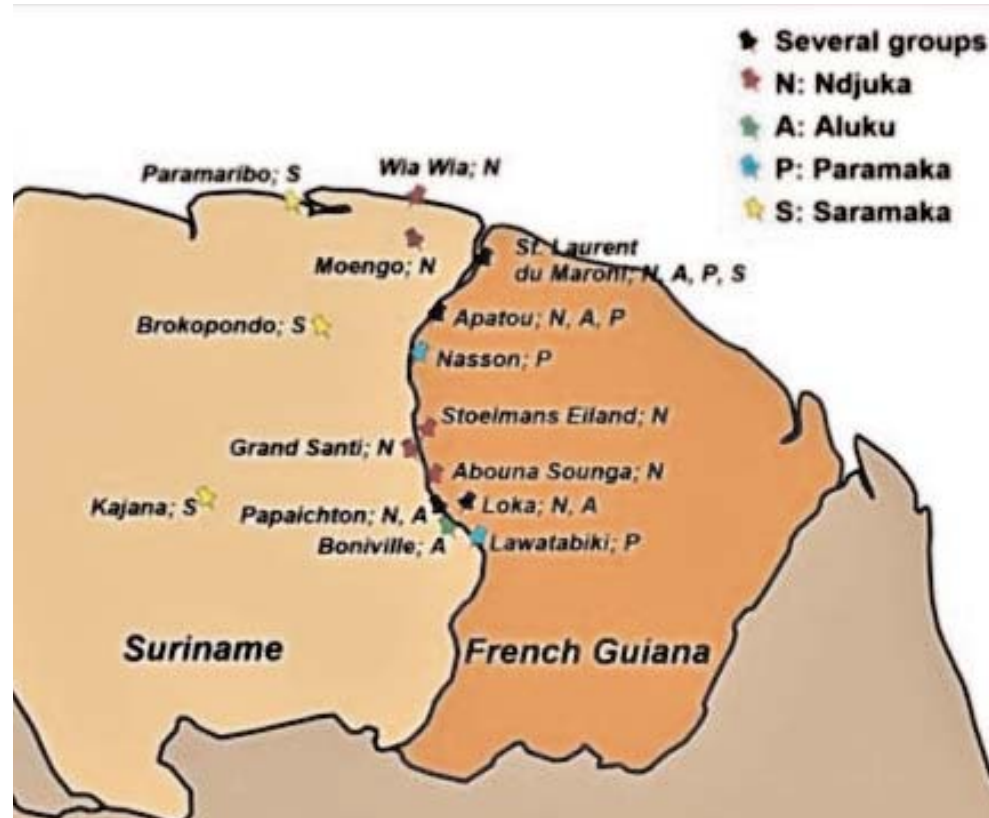 Several groups
N: Ndjuka
A: Aluku
P: Paramaka
S: Saramaka
Paramaribo; S
Wia Wia; N
Moengo; N
St. Laurent
du Maroni; N, A, P, S
Brokopondo; S
Apatou; N, A, P
Nasson; P
Stoelmans Eiland; N
Grand Santi; N
Abouna Sounga; N
Kajana; S
Loka; N, A
Papaichton; N, A
Boniville; A
Lawatabiki; P
Suriname
French Guiana